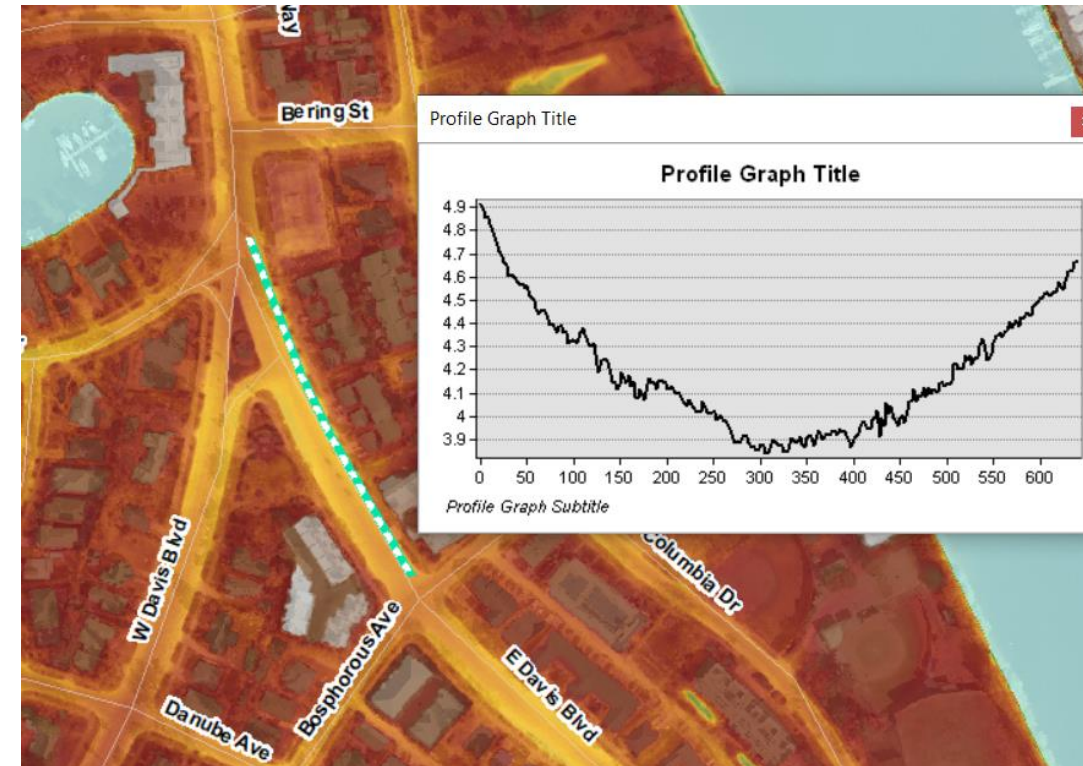 Way
Bering St
Profile Graph Title
Profile Graph Title
4.9
4.8
4.7
4.6
4.5
4.4
4.3
4.2
4.1
4
3.9
0 50 100 150 200 250 300 350 400 450 500 550 600
Profile Graph Subtitle
Columbia Dr
W Davis Blvd
Bosphorous Ave
E Davis Blvd
Danube Ave